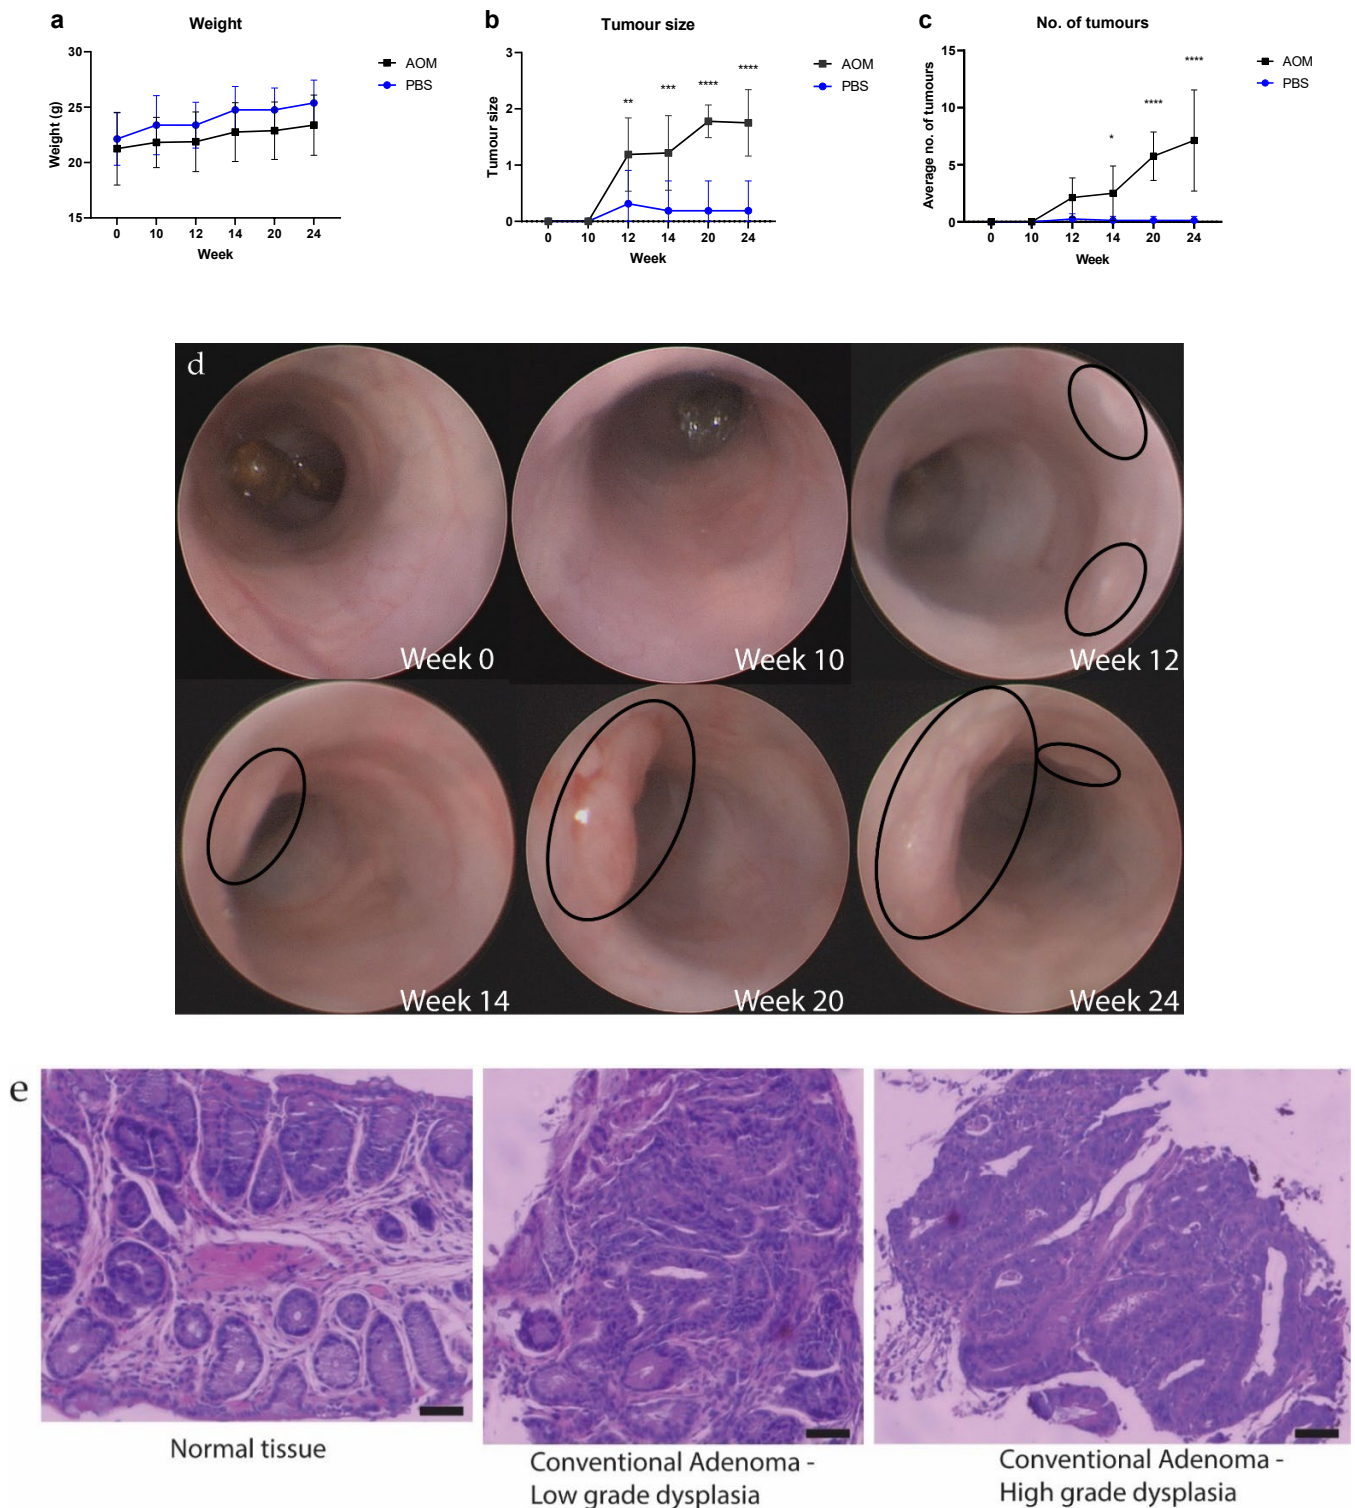 a
Weight
30
25
20
15
Weight (g)
0 10 12 14 20 24
Week
AOM
PBS
b
Tumour size
3
2
1
0
Tumour size
** *** **** ****
0 10 12 14 20 24
Week
AOM
PBS
c
No. of tumours
15
10
5
0
Average no. of tumours
* **** ****
0 10 12 14 20 24
Week
AOM
PBS
d
Week 0
Week 10
Week 12
Week 14
Week 20
Week 24
e
Normal tissue
Conventional Adenoma -
Low grade dysplasia
Conventional Adenoma -
High grade dysplasia